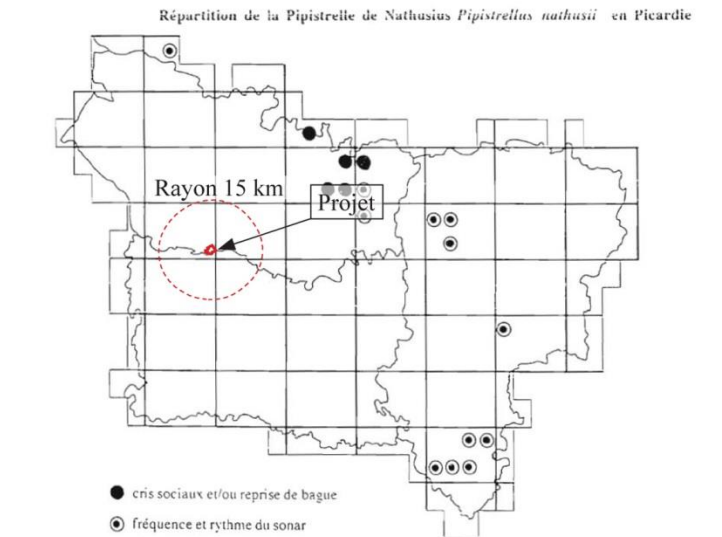 Répartition de la Pipistrelle de Nathusius Pipistrellus nathusii en Picardie
Rayon 15 km
Projet
cris sociaux et/ou reprise de bague
fréquence et rythme du sonar